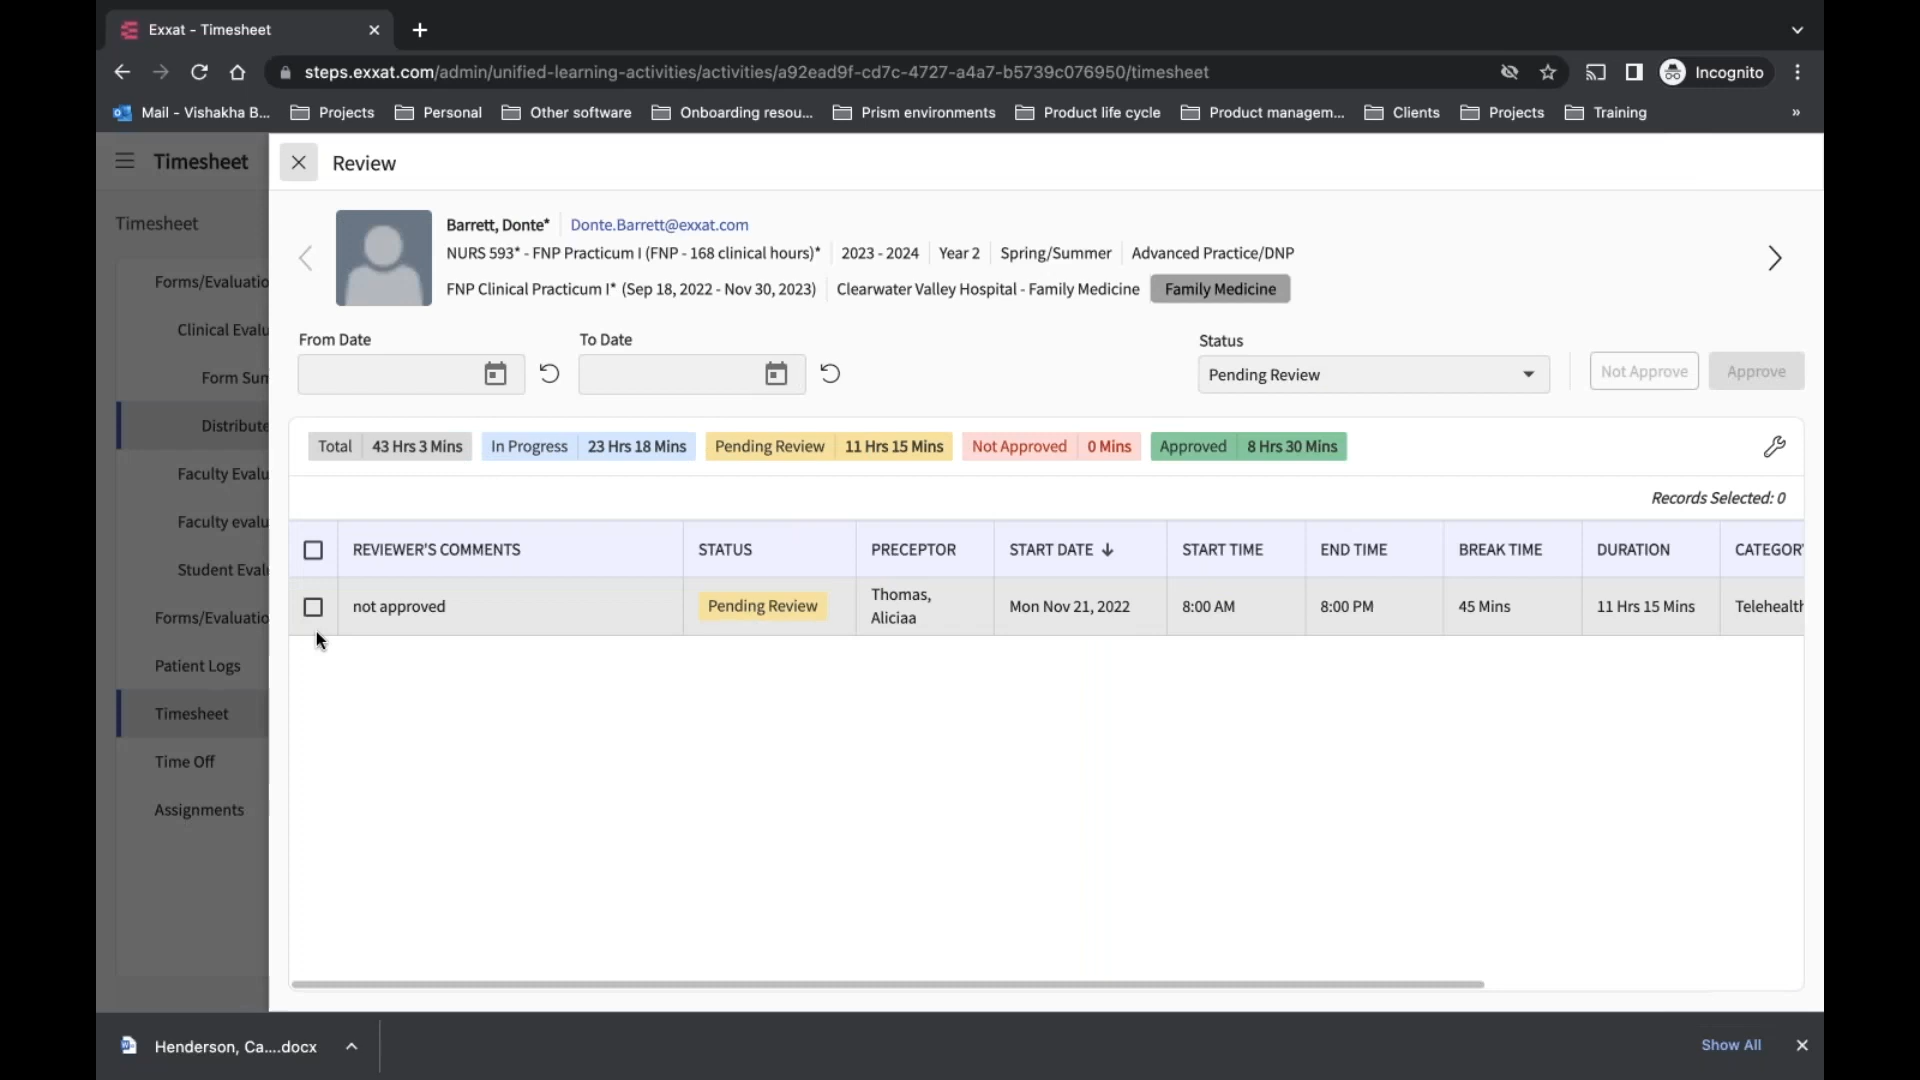 Exxat - Timesheet
steps.exxat.com/admin/unified-learning-activities/activities/a92ead9f-cd7c-4727-a4a7-b5739c076950/timesheet
Incognito
Mail - Vishakha B... Projects Personal Other software Onboarding resou... Prism environments Product life cycle Product managem... Clients Projects Training »
Timesheet
Review
Timesheet
Barrett, Donte* Donte.Barrett@exxat.com
NURS 593* - FNP Practicum I (FNP - 168 clinical hours)* 2023 - 2024 Year 2 Spring/Summer Advanced Practice/DNP
FNP Clinical Practicum I* (Sep 18, 2022 - Nov 30, 2023) Clearwater Valley Hospital - Family Medicine Family Medicine
Forms/Evaluatio
Clinical Evalu
Form Sum
Distribute
Faculty Evalu
Faculty evalu
Student Eval
Forms/Evaluatio
Patient Logs
Timesheet
Time Off
Assignments
From Date To Date Status
Pending Review Not Approve Approve
Total 43 Hrs 3 Mins In Progress 23 Hrs 18 Mins Pending Review 11 Hrs 15 Mins Not Approved 0 Mins Approved 8 Hrs 30 Mins
Records Selected: 0
REVIEWER'S COMMENTS STATUS PRECEPTOR START DATE START TIME END TIME BREAK TIME DURATION CATEGOR
not approved Pending Review Thomas, Aliciaa Mon Nov 21, 2022 8:00 AM 8:00 PM 45 Mins 11 Hrs 15 Mins Telehealth
Henderson, Ca....docx Show All